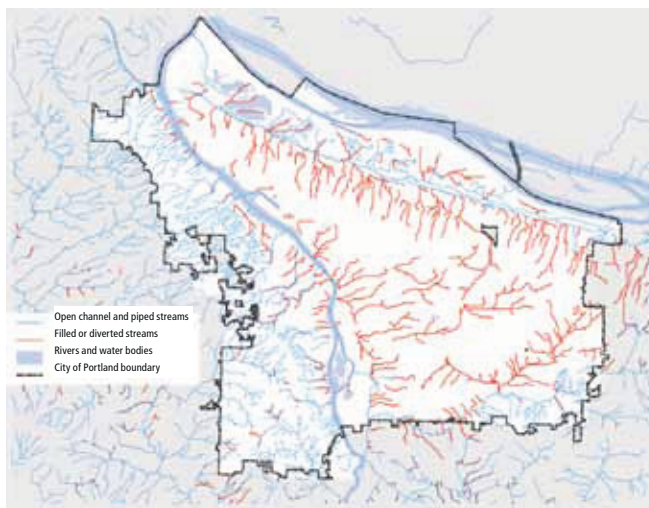 Open channel and piped streams
Filled or diverted streams
Rivers and water bodies
City of Portland boundary